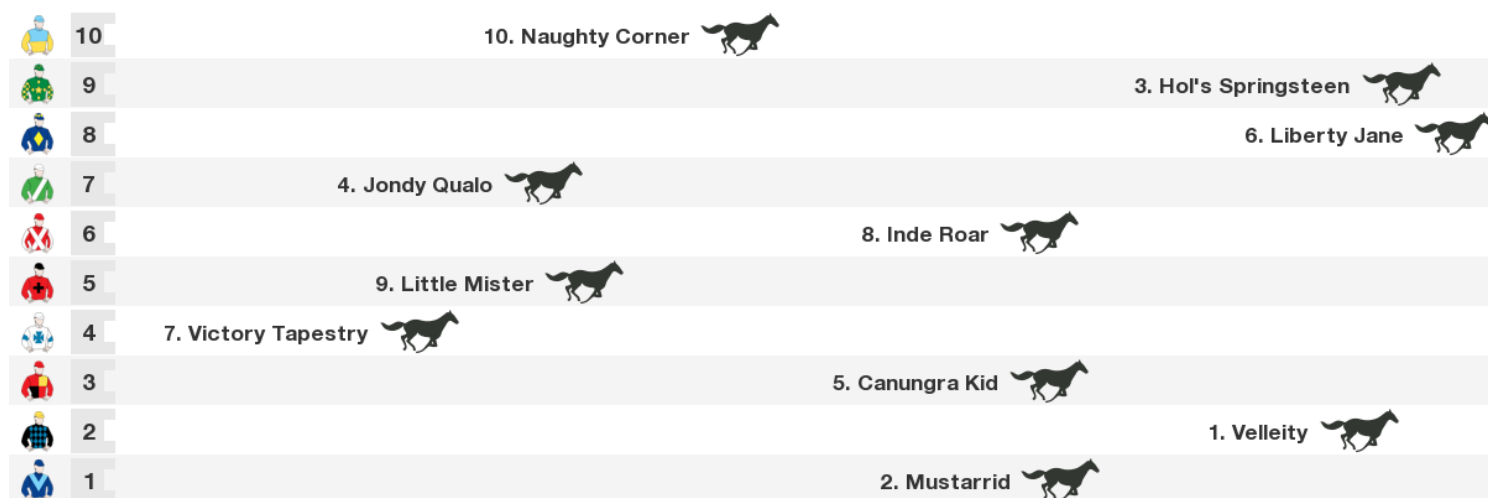 10 10. Naughty Corner
9 3. Hol's Springsteen
8 6. Liberty Jane
7 4. Jondy Qualo
6 8. Inde Roar
5 9. Little Mister
4 7. Victory Tapestry
3 5. Canungra Kid
2 1. Velleity
1 2. Mustarrid